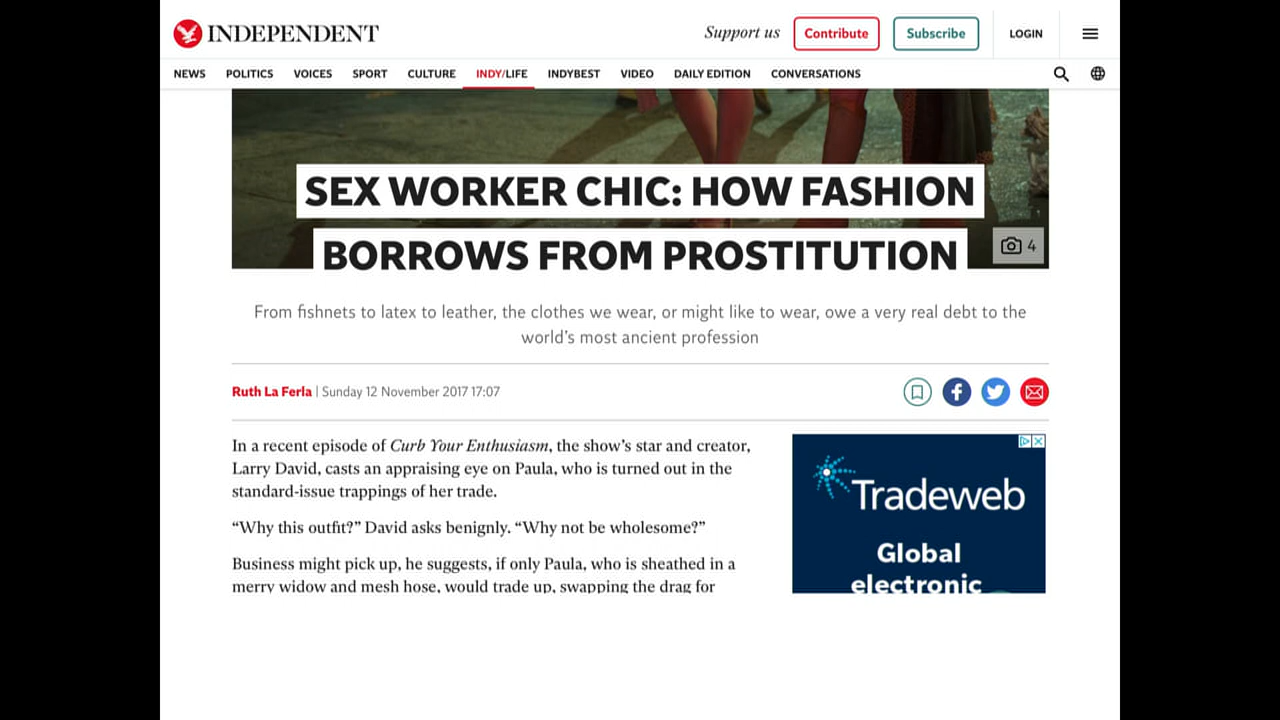 INDEPENDENT
Support us
Contribute
Subscribe
LOGIN
NEWS POLITICS VOICES SPORT CULTURE INDY/LIFE INDYBEST VIDEO DAILY EDITION CONVERSATIONS
SEX WORKER CHIC: HOW FASHION
BORROWS FROM PROSTITUTION
4
From fishnets to latex to leather, the clothes we wear, or might like to wear, owe a very real debt to the
world’s most ancient profession
Ruth La Ferla | Sunday 12 November 2017 17:07
In a recent episode of Curb Your Enthusiasm, the show’s star and creator,
Larry David, casts an appraising eye on Paula, who is turned out in the
standard-issue trappings of her trade.
“Why this outfit?” David asks benignly. “Why not be wholesome?”
Business might pick up, he suggests, if only Paula, who is sheathed in a
merry widow and mesh hose, would trade up, swapping the drag for
Tradeweb
Global
electronic